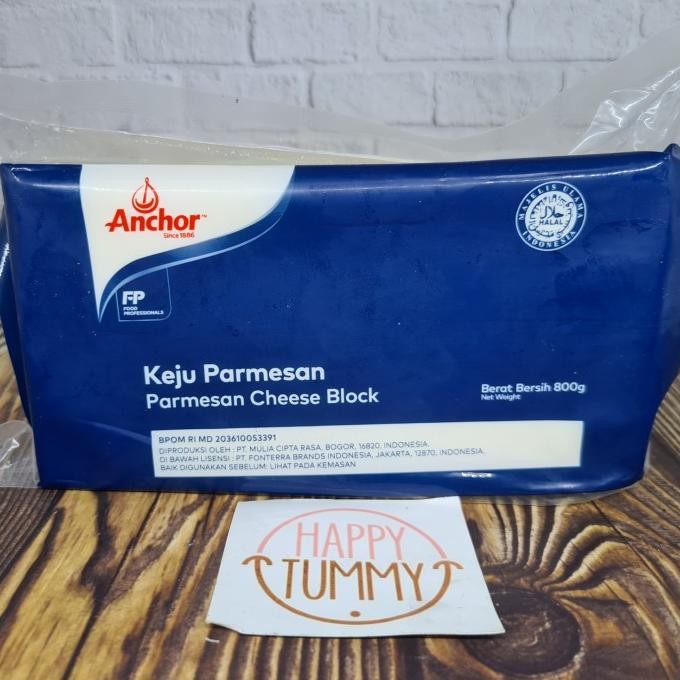 Anchor™
Since 1886
FP
FOOD
PROFESSIONALS
MAJELIS ULAMA
حلال
HALAL
INDONESIA
Keju Parmesan
Parmesan Cheese Block
Berat Bersih 800g
Net Weight
BPOM RI MD 203610053391
DIPRODUKSI OLEH : PT. MULIA CIPTA RASA, BOGOR, 16820, INDONESIA.
DI BAWAH LISENSI : PT. FONTERRA BRANDS INDONESIA, JAKARTA, 12870, INDONESIA.
BAIK DIGUNAKAN SEBELUM: LIHAT PADA KEMASAN
HAPPY
TUMMY